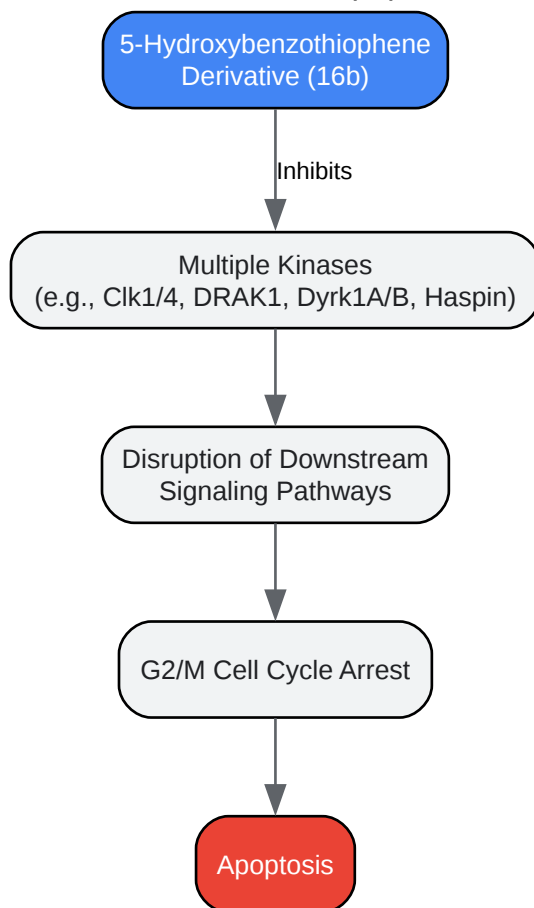 5-Hydroxybenzothiophene
Derivative (16b)
Inhibits
Multiple Kinases
(e.g., Clk1/4, DRAK1, Dyrk1A/B, Haspin)
Disruption of Downstream
Signaling Pathways
G2/M Cell Cycle Arrest
Apoptosis